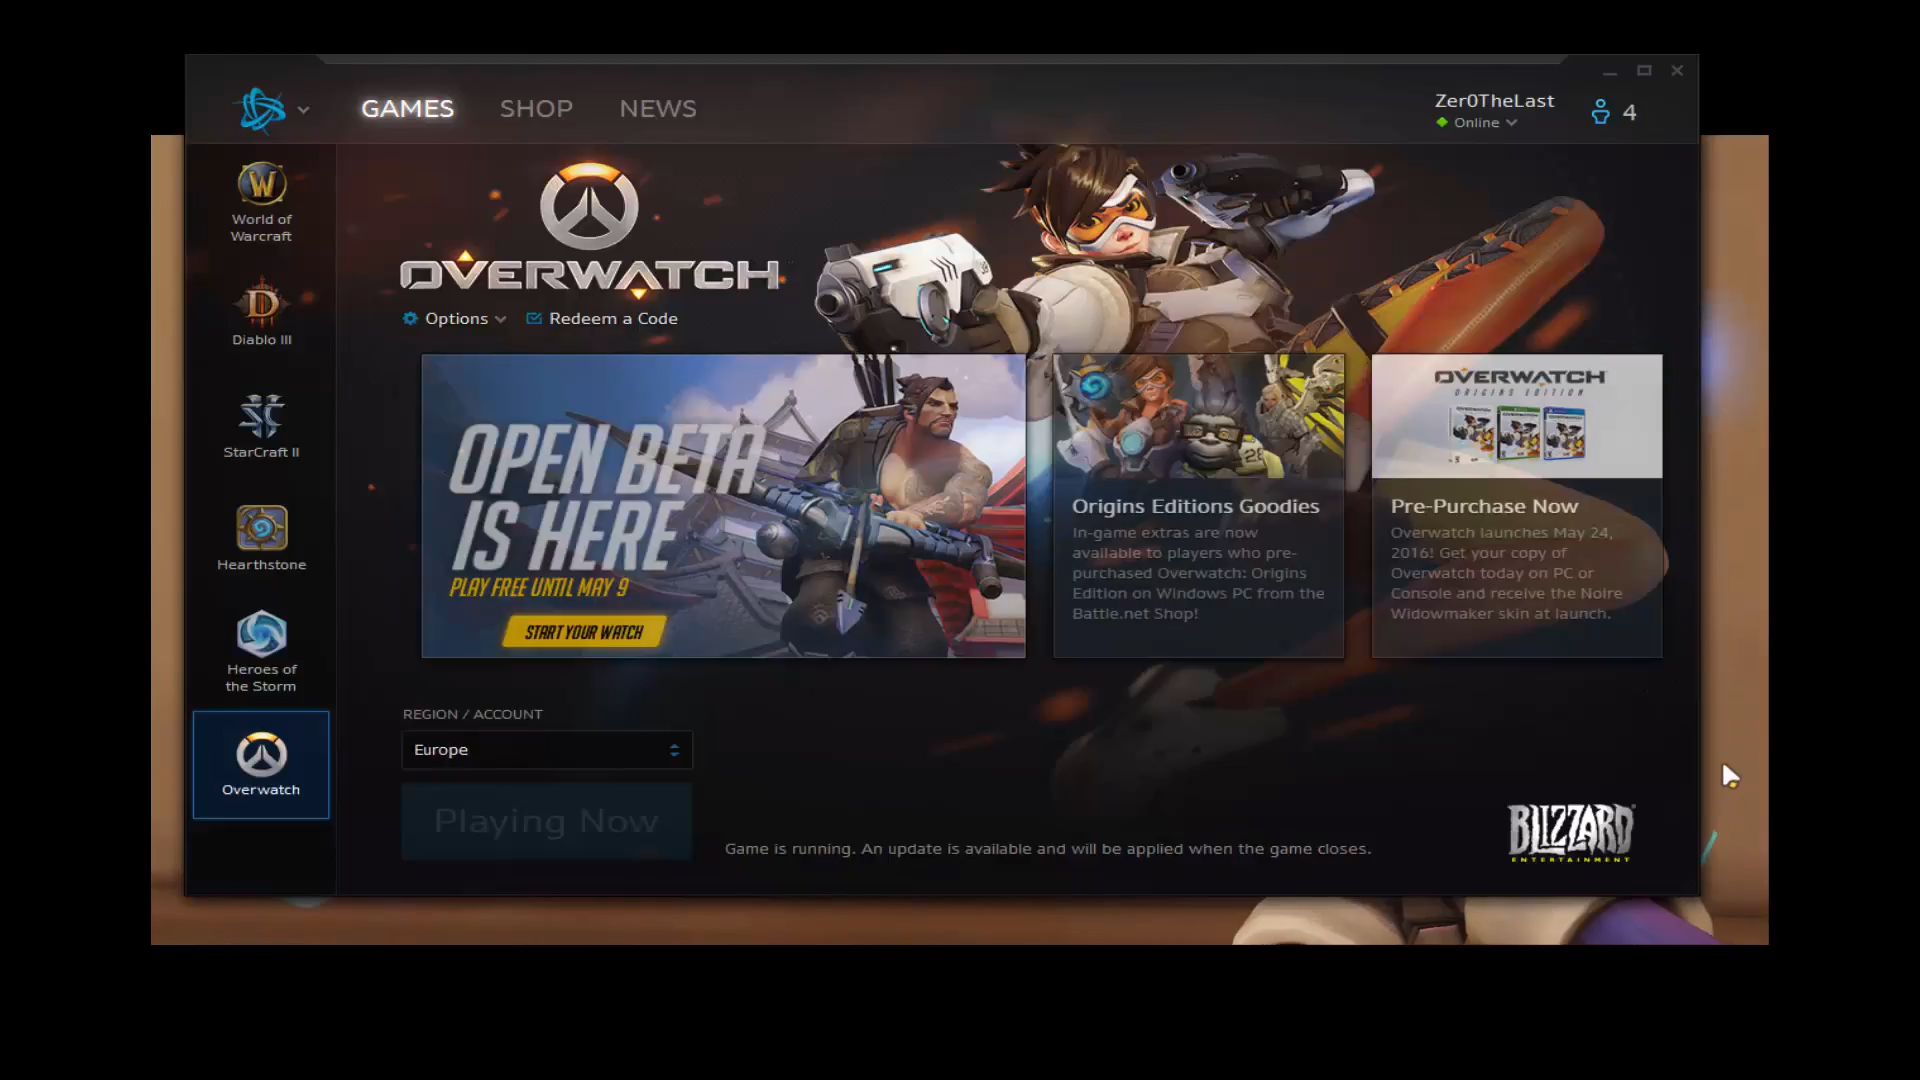 GAMES
SHOP
NEWS
Zer0TheLast
Online
4
World of
Warcraft
Diablo III
StarCraft II
Hearthstone
Heroes of
the Storm
Overwatch
OVERWATCH
Options
Redeem a Code
OPEN BETA
IS HERE
PLAY FREE UNTIL MAY 9
START YOUR WATCH
Origins Editions Goodies
In-game extras are now
available to players who pre-
purchased Overwatch: Origins
Edition on Windows PC from the
Battle.net Shop!
OVERWATCH
ORIGINS EDITION
Pre-Purchase Now
Overwatch launches May 24,
2016! Get your copy of
Overwatch today on PC or
Console and receive the Noire
Widowmaker skin at launch.
REGION / ACCOUNT
Europe
Playing Now
Game is running. An update is available and will be applied when the game closes.
BLIZZARD
ENTERTAINMENT